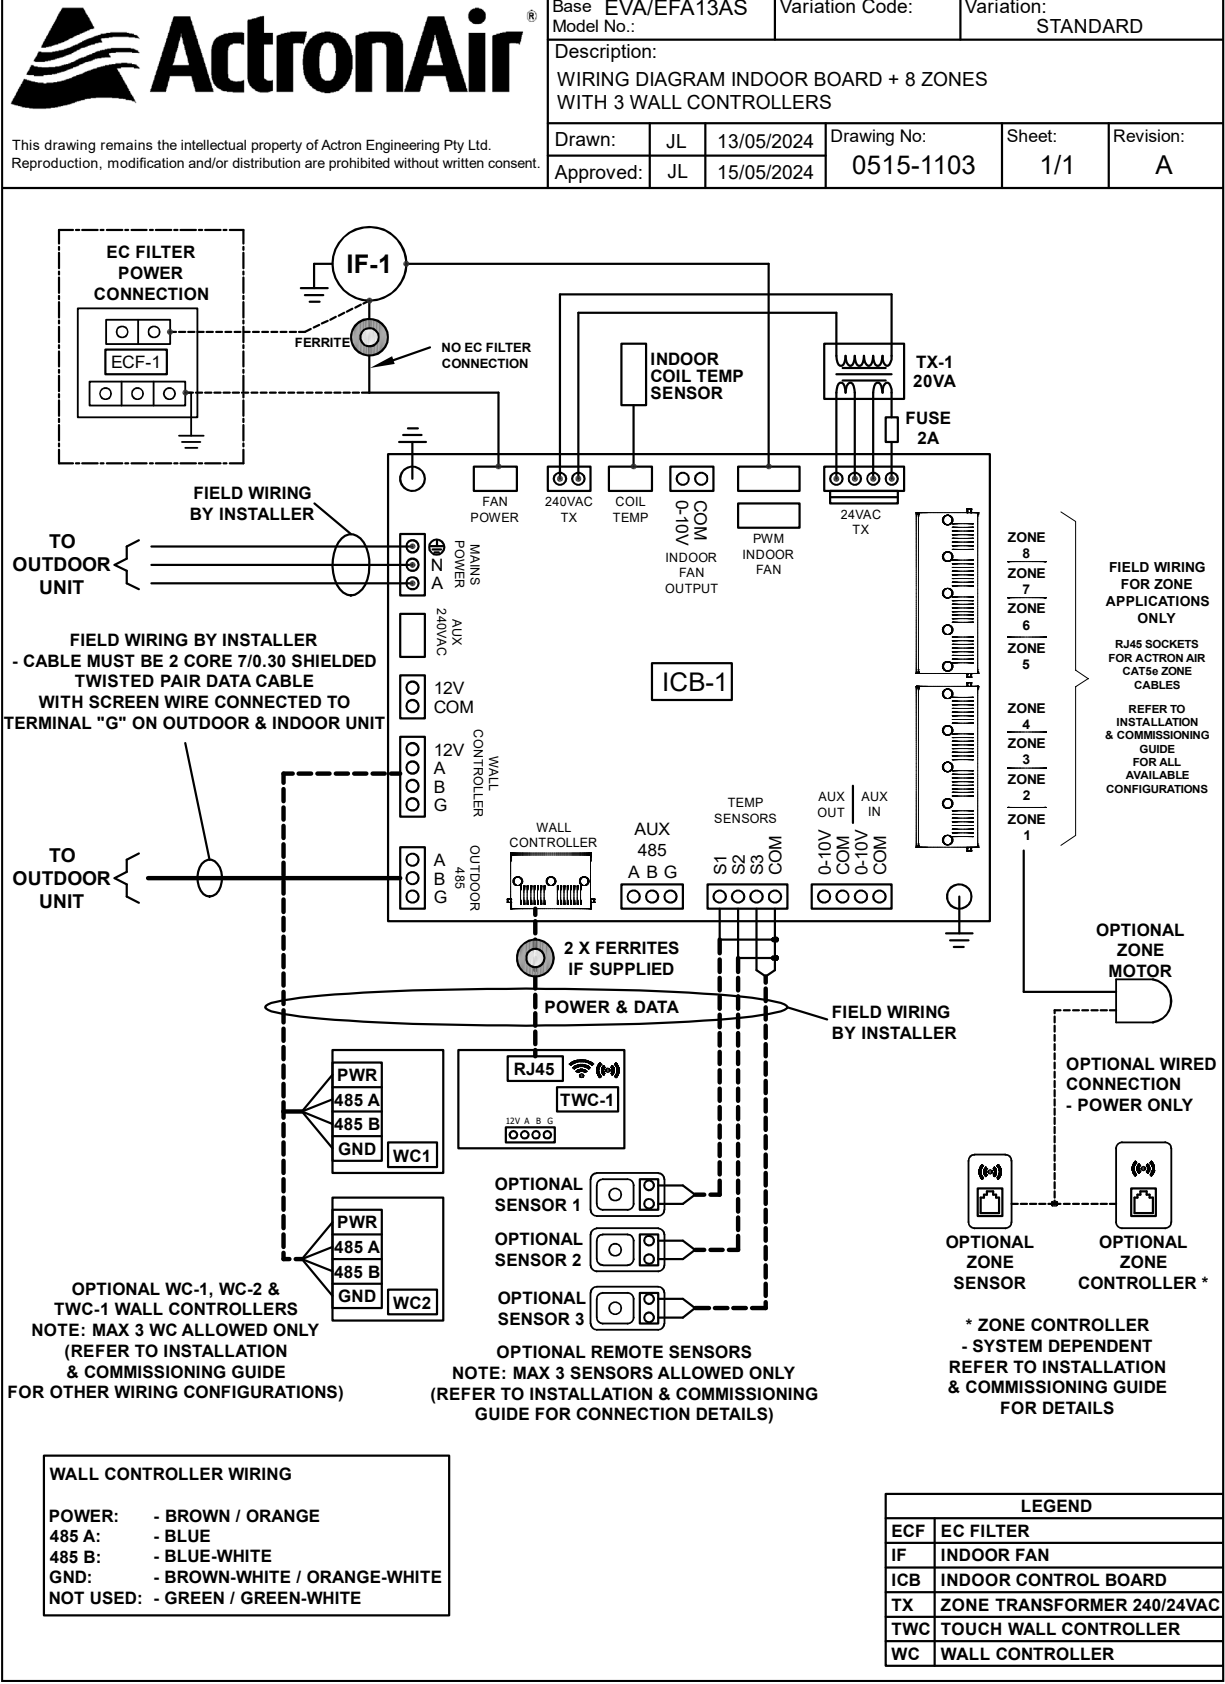 ActronAir®
This drawing remains the intellectual property of Actron Engineering Pty Ltd.
Reproduction, modification and/or distribution are prohibited without written consent.
Base EVA/EFA13AS
Model No.:
Variation Code:
Variation:
STANDARD
Description:
WIRING DIAGRAM INDOOR BOARD + 8 ZONES
WITH 3 WALL CONTROLLERS
Drawn: JL 13/05/2024
Approved: JL 15/05/2024
Drawing No:
0515-1103
Sheet:
1/1
Revision:
A
EC FILTER
POWER
CONNECTION
ECF-1
IF-1
FERRITE
NO EC FILTER
CONNECTION
INDOOR
COIL TEMP
SENSOR
TX-1
20VA
FUSE
2A
FIELD WIRING
BY INSTALLER
TO
OUTDOOR
UNIT
FAN
POWER
240VAC
TX
COIL
TEMP
0-10V
COM
INDOOR
FAN
OUTPUT
PWM
INDOOR
FAN
24VAC
TX
N
A
MAINS
POWER
AUX
240VAC
12V
COM
12V
A
B
G
WALL
CONTROLLER
A
B
G
OUTDOOR
485
ICB-1
FIELD WIRING BY INSTALLER
- CABLE MUST BE 2 CORE 7/0.30 SHIELDED
TWISTED PAIR DATA CABLE
WITH SCREEN WIRE CONNECTED TO
TERMINAL "G" ON OUTDOOR & INDOOR UNIT
TO
OUTDOOR
UNIT
ZONE
8
ZONE
7
ZONE
6
ZONE
5
ZONE
4
ZONE
3
ZONE
2
ZONE
1
FIELD WIRING
FOR ZONE
APPLICATIONS
ONLY
RJ45 SOCKETS
FOR ACTRON AIR
CAT5e ZONE
CABLES
REFER TO
INSTALLATION
& COMMISSIONING
GUIDE
FOR ALL
AVAILABLE
CONFIGURATIONS
WALL
CONTROLLER
AUX
485
A B G
TEMP
SENSORS
S1
S2
S3
COM
AUX
OUT
AUX
IN
0-10V
COM
0-10V
COM
2 X FERRITES
IF SUPPLIED
POWER & DATA
FIELD WIRING
BY INSTALLER
OPTIONAL
ZONE
MOTOR
OPTIONAL WIRED
CONNECTION
- POWER ONLY
PWR
485 A
485 B
GND
WC1
RJ45
TWC-1
12V A B G
PWR
485 A
485 B
GND
WC2
OPTIONAL
SENSOR 1
OPTIONAL
SENSOR 2
OPTIONAL
SENSOR 3
OPTIONAL
ZONE
SENSOR
OPTIONAL
ZONE
CONTROLLER *
OPTIONAL WC-1, WC-2 &
TWC-1 WALL CONTROLLERS
NOTE: MAX 3 WC ALLOWED ONLY
(REFER TO INSTALLATION
& COMMISSIONING GUIDE
FOR OTHER WIRING CONFIGURATIONS)
OPTIONAL REMOTE SENSORS
NOTE: MAX 3 SENSORS ALLOWED ONLY
(REFER TO INSTALLATION & COMMISSIONING
GUIDE FOR CONNECTION DETAILS)
* ZONE CONTROLLER
- SYSTEM DEPENDENT
REFER TO INSTALLATION
& COMMISSIONING GUIDE
FOR DETAILS
WALL CONTROLLER WIRING
POWER: - BROWN / ORANGE
485 A: - BLUE
485 B: - BLUE-WHITE
GND: - BROWN-WHITE / ORANGE-WHITE
NOT USED: - GREEN / GREEN-WHITE
LEGEND
ECF EC FILTER
IF INDOOR FAN
ICB INDOOR CONTROL BOARD
TX ZONE TRANSFORMER 240/24VAC
TWC TOUCH WALL CONTROLLER
WC WALL CONTROLLER